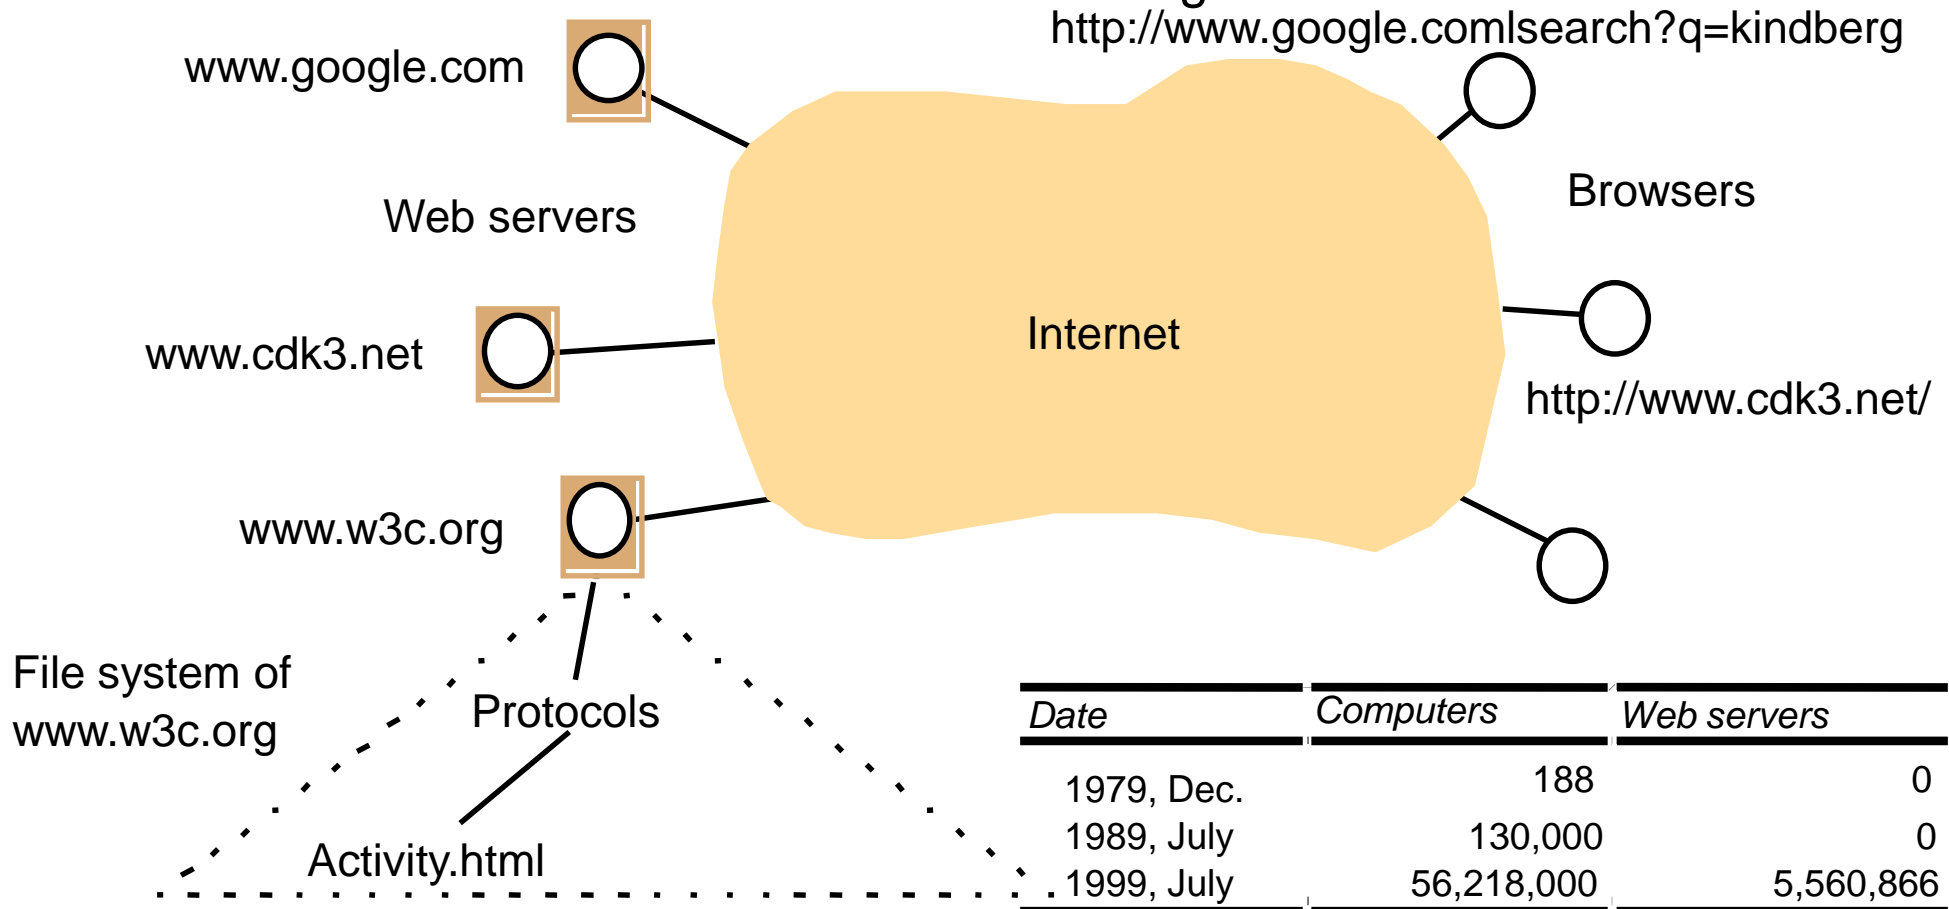 http://www.google.comlsearch?q=kindberg
www.google.com
Browsers
Web servers
Internet
www.cdk3.net
http://www.cdk3.net/
www.w3c.org
File system of
www.w3c.org
Protocols
Activity.html
Date Computers Web servers
1979, Dec. 188 0
1989, July 130,000 0
1999, July 56,218,000 5,560,866